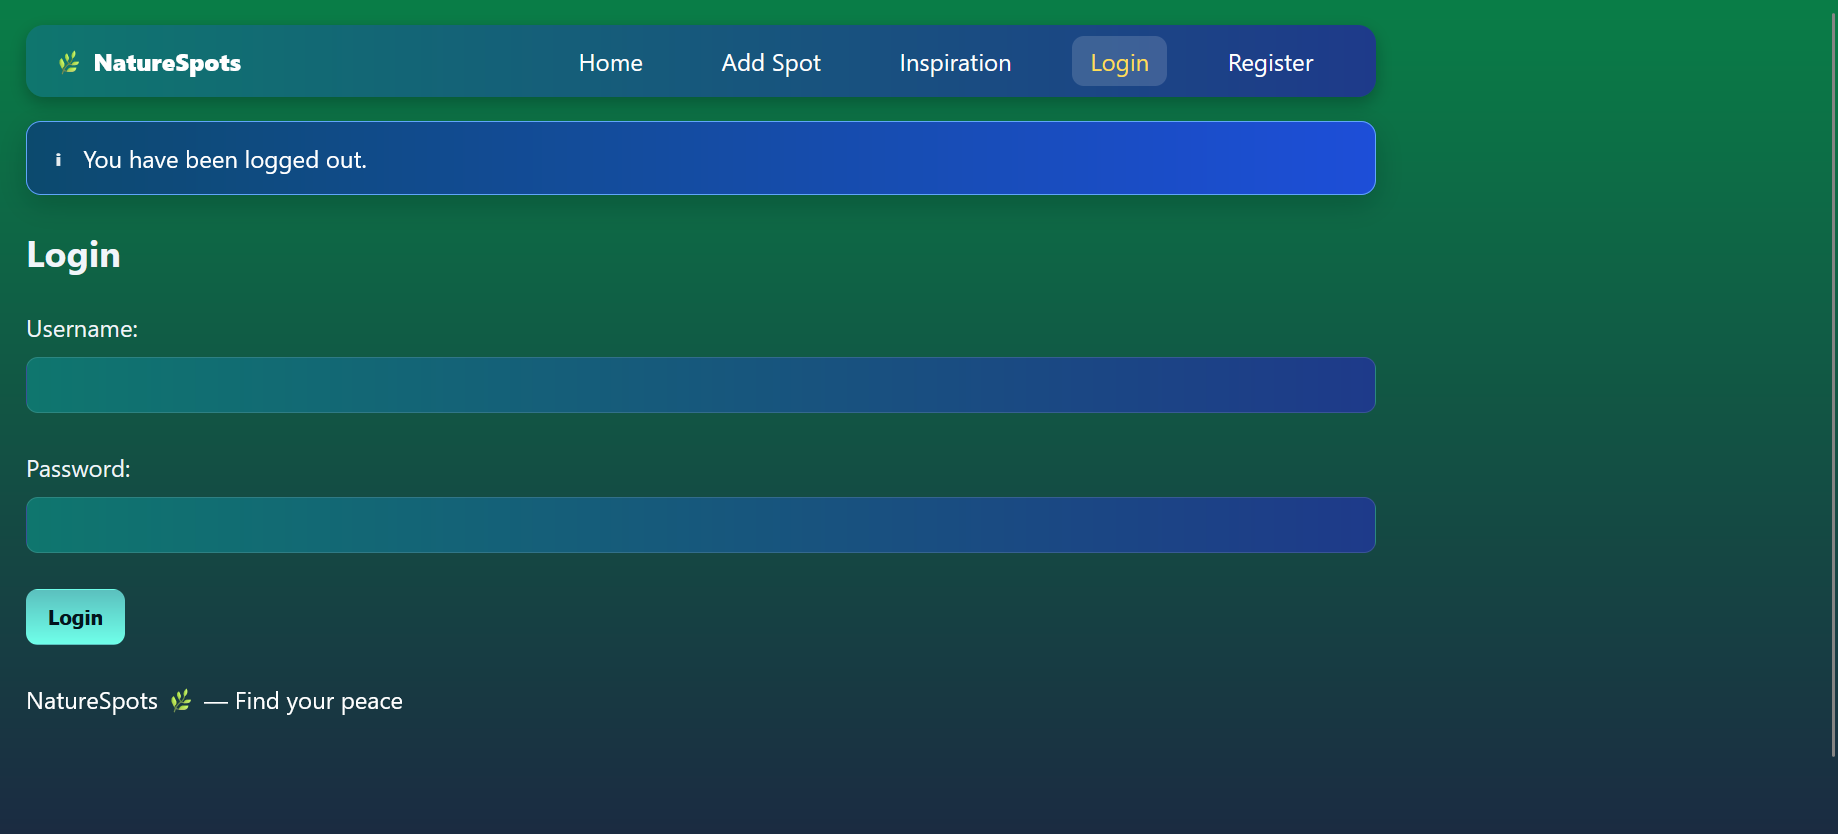 🌿 NatureSpots Home Add Spot Inspiration Login Register
i You have been logged out.
Login
Username:
Password:
Login
NatureSpots 🌿 — Find your peace